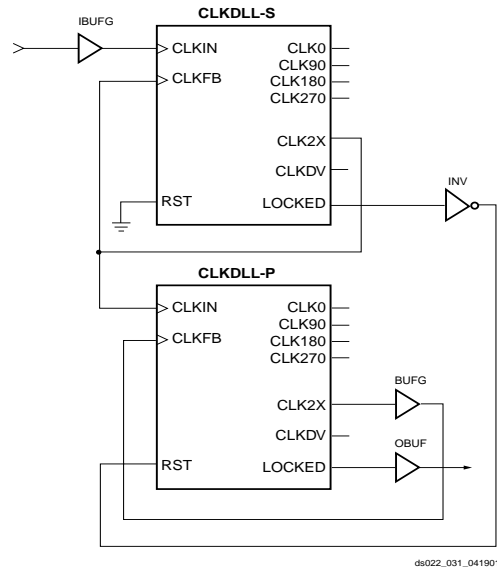 CLKDLL-S
IBUFG
CLKIN
CLK0
CLK90
CLKFB
CLK180
CLK270
CLK2X
CLKDV
INV
RST
LOCKED
CLKDLL-P
CLKIN
CLK0
CLK90
CLKFB
CLK180
CLK270
BUFG
CLK2X
CLKDV
OBUF
RST
LOCKED
ds022_031_041901